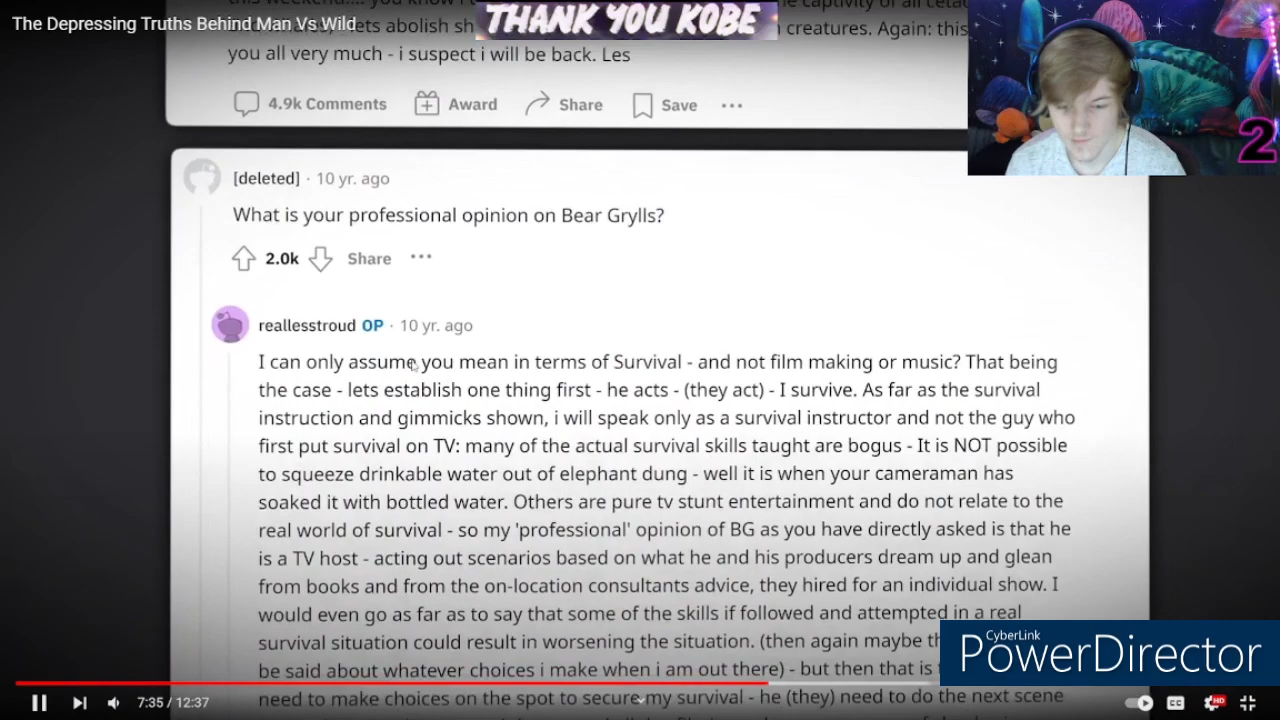 The Depressing Truths Behind Man Vs Wild
THANK YOU KOBE
lets abolish
creatures. Again: this
you all very much - i suspect i will be back. Les
4.9k Comments Award Share Save
[deleted] · 10 yr. ago
What is your professional opinion on Bear Grylls?
2.0k Share
reallesstroud OP · 10 yr. ago
I can only assume you mean in terms of Survival - and not film making or music? That being
the case - lets establish one thing first - he acts - (they act) - I survive. As far as the survival
instruction and gimmicks shown, i will speak only as a survival instructor and not the guy who
first put survival on TV: many of the actual survival skills taught are bogus - It is NOT possible
to squeeze drinkable water out of elephant dung - well it is when your cameraman has
soaked it with bottled water. Others are pure tv stunt entertainment and do not relate to the
real world of survival - so my 'professional' opinion of BG as you have directly asked is that he
is a TV host - acting out scenarios based on what he and his producers dream up and glean
from books and from the on-location consultants advice, they hired for an individual show. I
would even go as far as to say that some of the skills if followed and attempted in a real
survival situation could result in worsening the situation. (then again maybe
be said about whatever choices i make when i am out there) - but then that is
need to make choices on the spot to secure my survival - he (they) need to do the next scene
2
CyberLink
PowerDirector
7:35 / 12:37
CC
HD